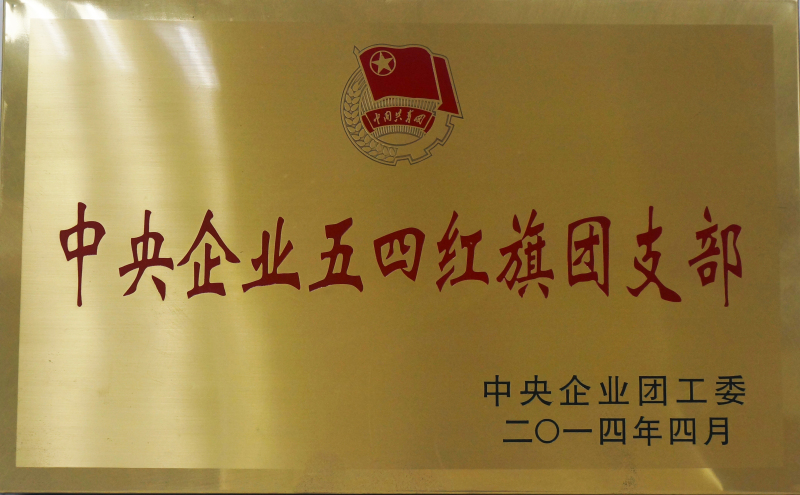 中国共青团
中央企业五四红旗团支部
中央企业团工委
二〇一四年四月